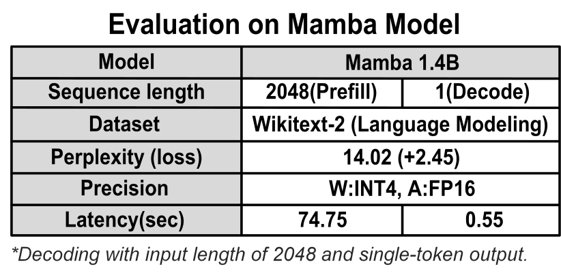 Evaluation on Mamba Model
Model Mamba 1.4B
Sequence length 2048(Prefill) 1(Decode)
Dataset Wikitext-2 (Language Modeling)
Perplexity (loss) 14.02 (+2.45)
Precision W:INT4, A:FP16
Latency(sec) 74.75 0.55
*Decoding with input length of 2048 and single-token output.